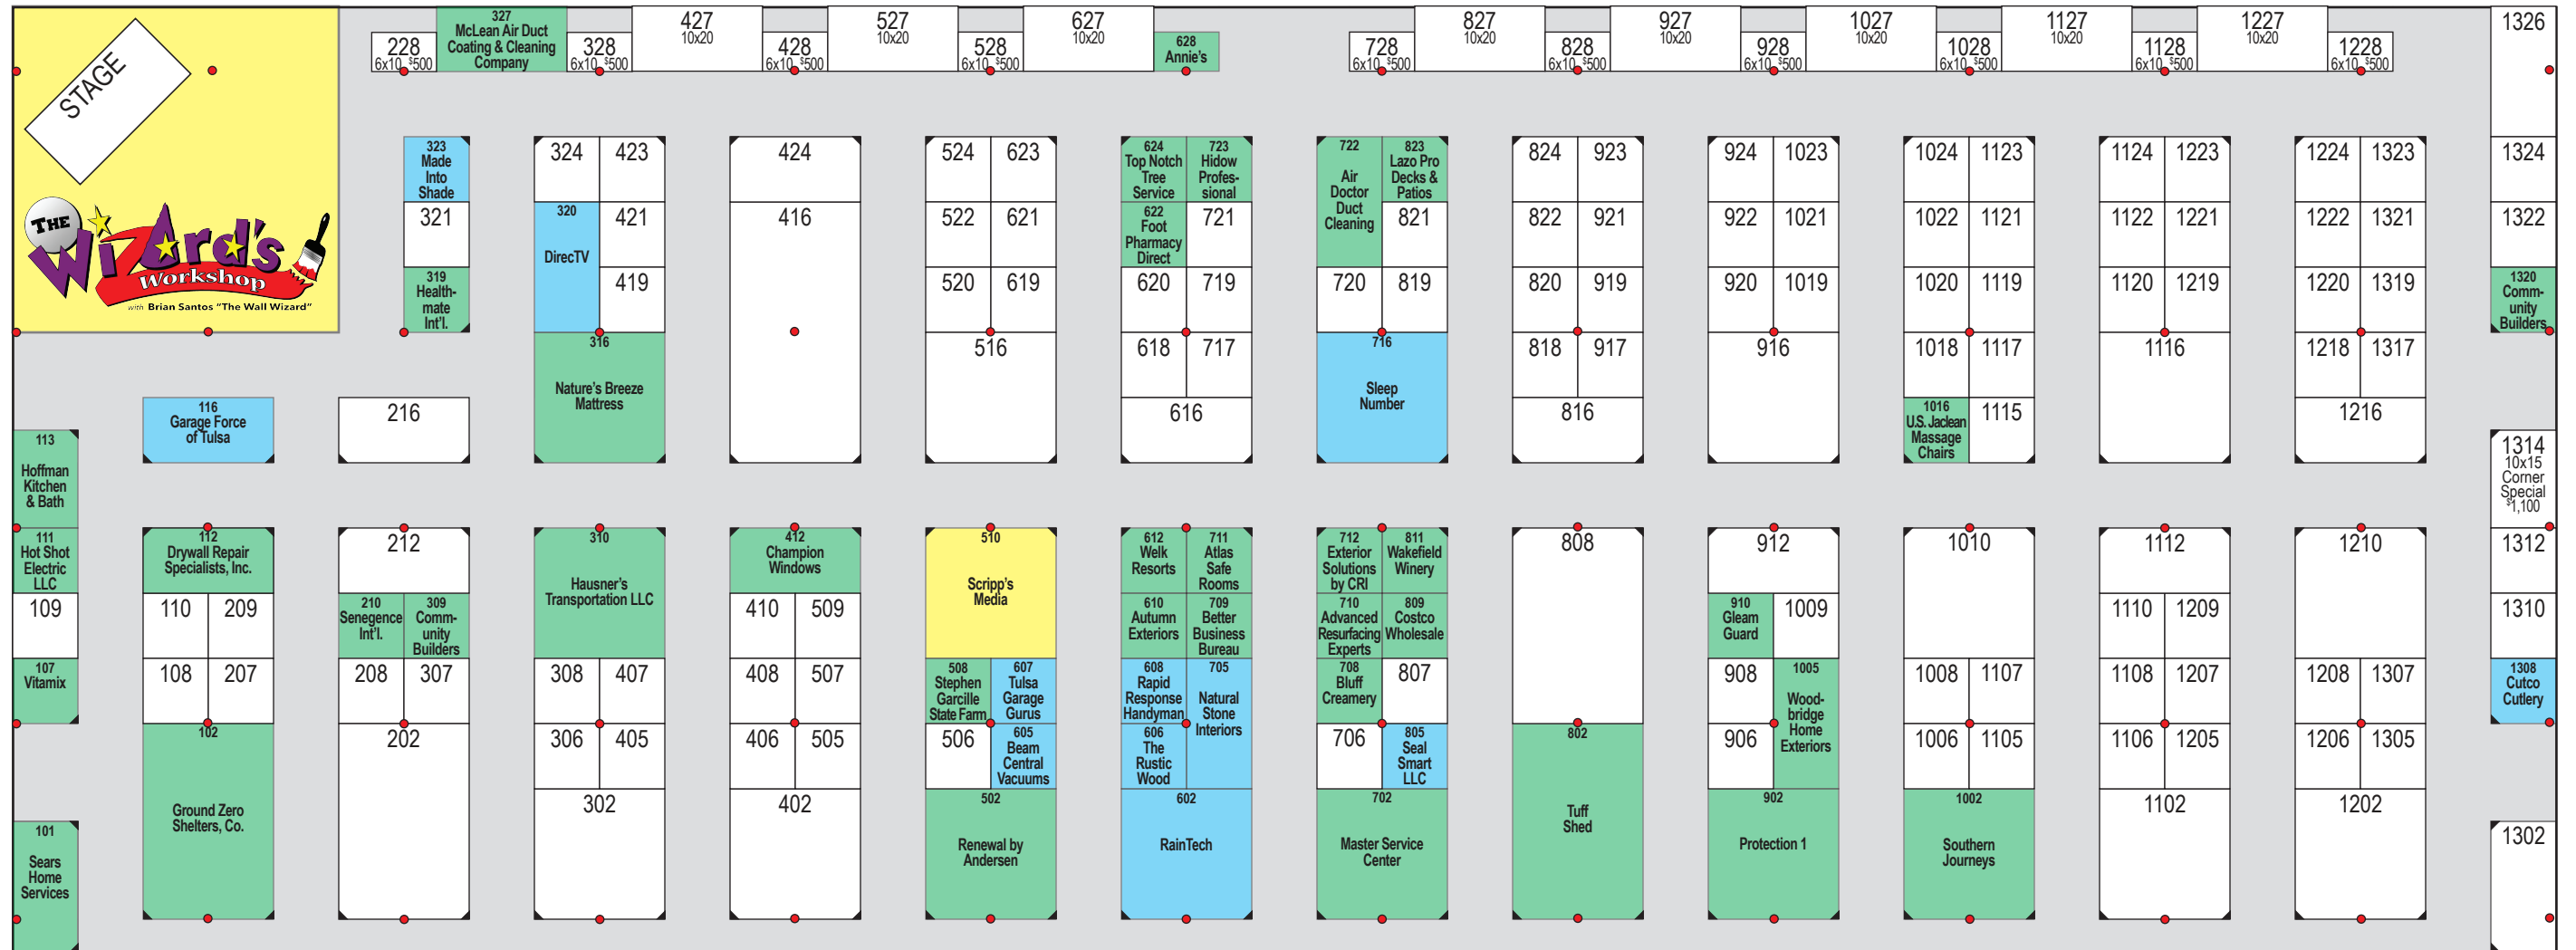 STAGE
THE
Wizard's
Workshop
with Brian Santos "The Wall Wizard"
228
6x10 $500
327
McLean Air Duct
Coating & Cleaning
Company
328
6x10 $500
427
10x20
428
6x10 $500
527
10x20
528
6x10 $500
627
10x20
628
Annie's
728
6x10 $500
827
10x20
828
6x10 $500
927
10x20
928
6x10 $500
1027
10x20
1028
6x10 $500
1127
10x20
1128
6x10 $500
1227
10x20
1228
6x10 $500
1326
323
Made
Into
Shade
321
319
Health-
mate
Int'l.
324
423
320
DirecTV
421
419
316
Nature's Breeze
Mattress
424
416
524
623
522
621
520
619
516
624
Top Notch
Tree
Service
723
Hidow
Profes-
sional
622
Foot
Pharmacy
Direct
721
620
719
618
717
616
722
Air
Doctor
Duct
Cleaning
823
Lazo Pro
Decks &
Patios
821
720
819
716
Sleep
Number
824
923
822
921
820
919
818
917
816
924
1023
922
1021
920
1019
916
1024
1123
1022
1121
1020
1119
1018
1117
1016
U.S. Jaclean
Massage
Chairs
1115
1124
1223
1122
1221
1120
1219
1116
1224
1323
1222
1321
1220
1319
1218
1317
1216
1324
1322
1320
Comm-
unity
Builders
1314
10x15
Corner
Special
$1,100
1312
1310
1308
Cutco
Cutlery
1302
116
Garage Force
of Tulsa
216
113
Hoffman
Kitchen
& Bath
111
Hot Shot
Electric
LLC
109
107
Vitamix
101
Sears
Home
Services
112
Drywall Repair
Specialists, Inc.
110
209
108
207
102
Ground Zero
Shelters, Co.
212
210
Senegence
Int'l.
309
Comm-
unity
Builders
208
307
202
310
Hausner's
Transportation LLC
308
407
306
405
302
412
Champion
Windows
410
509
408
507
406
505
402
510
Scripp's
Media
508
Stephen
Garcille
State Farm
607
Tulsa
Garage
Gurus
506
605
Beam
Central
Vacuums
502
Renewal by
Andersen
612
Welk
Resorts
711
Atlas
Safe
Rooms
610
Autumn
Exteriors
709
Better
Business
Bureau
608
Rapid
Response
Handyman
705
Natural
Stone
Interiors
606
The
Rustic
Wood
602
RainTech
712
Exterior
Solutions
by CRI
811
Wakefield
Winery
710
Advanced
Resurfacing
Experts
809
Costco
Wholesale
708
Bluff
Creamery
807
706
805
Seal
Smart
LLC
702
Master Service
Center
808
802
Tuff
Shed
912
910
Gleam
Guard
1009
908
1005
Wood-
bridge
Home
Exteriors
906
902
Protection 1
1010
1008
1107
1006
1105
1002
Southern
Journeys
1112
1110
1209
1108
1207
1106
1205
1102
1210
1208
1307
1206
1305
1202